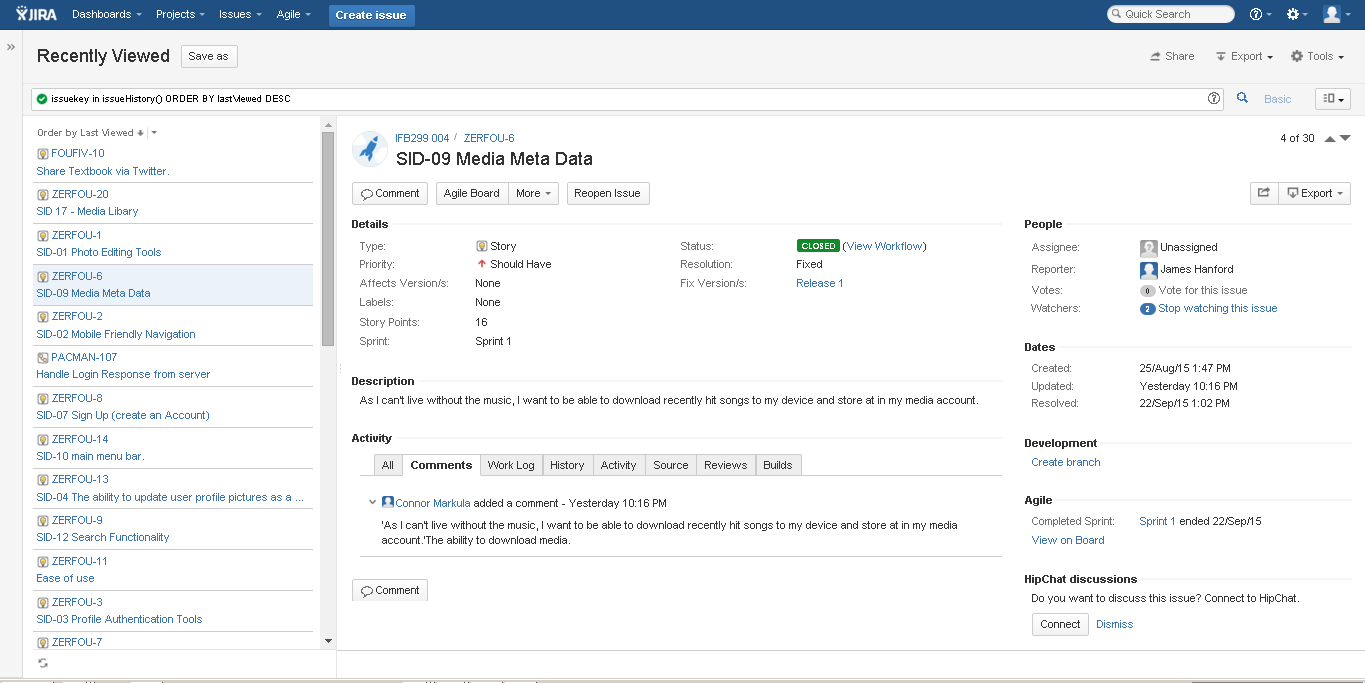 JIRA Dashboards Projects Issues Agile Create issue Quick Search
Recently Viewed Save as Share Export Tools
issuekey in issueHistory() ORDER BY lastViewed DESC Basic
Order by Last Viewed
FOUFIV-10
Share Textbook via Twitter.
ZERFOU-20
SID 17 - Media Libary
ZERFOU-1
SID-01 Photo Editing Tools
ZERFOU-6
SID-09 Media Meta Data
ZERFOU-2
SID-02 Mobile Friendly Navigation
PACMAN-107
Handle Login Response from server
ZERFOU-8
SID-07 Sign Up (create an Account)
ZERFOU-14
SID-10 main menu bar.
ZERFOU-13
SID-04 The ability to update user profile pictures as a ...
ZERFOU-9
SID-12 Search Functionality
ZERFOU-11
Ease of use
ZERFOU-3
SID-03 Profile Authentication Tools
ZERFOU-7
IFB299 004 / ZERFOU-6
SID-09 Media Meta Data
4 of 30
Comment Agile Board More Reopen Issue Export
Details
Type: Story
Priority: Should Have
Affects Version/s: None
Labels: None
Story Points: 16
Sprint: Sprint 1
Status: CLOSED (View Workflow)
Resolution: Fixed
Fix Version/s: Release 1
Description
As I can't live without the music, I want to be able to download recently hit songs to my device and store at in my media account.
Activity
All Comments Work Log History Activity Source Reviews Builds
Connor Markula added a comment - Yesterday 10:16 PM
'As I can't live without the music, I want to be able to download recently hit songs to my device and store at in my media
account.'The ability to download media.
Comment
People
Assignee: Unassigned
Reporter: James Hanford
Votes: 0 Vote for this issue
Watchers: 2 Stop watching this issue
Dates
Created: 25/Aug/15 1:47 PM
Updated: Yesterday 10:16 PM
Resolved: 22/Sep/15 1:02 PM
Development
Create branch
Agile
Completed Sprint: Sprint 1 ended 22/Sep/15
View on Board
HipChat discussions
Do you want to discuss this issue? Connect to HipChat.
Connect Dismiss